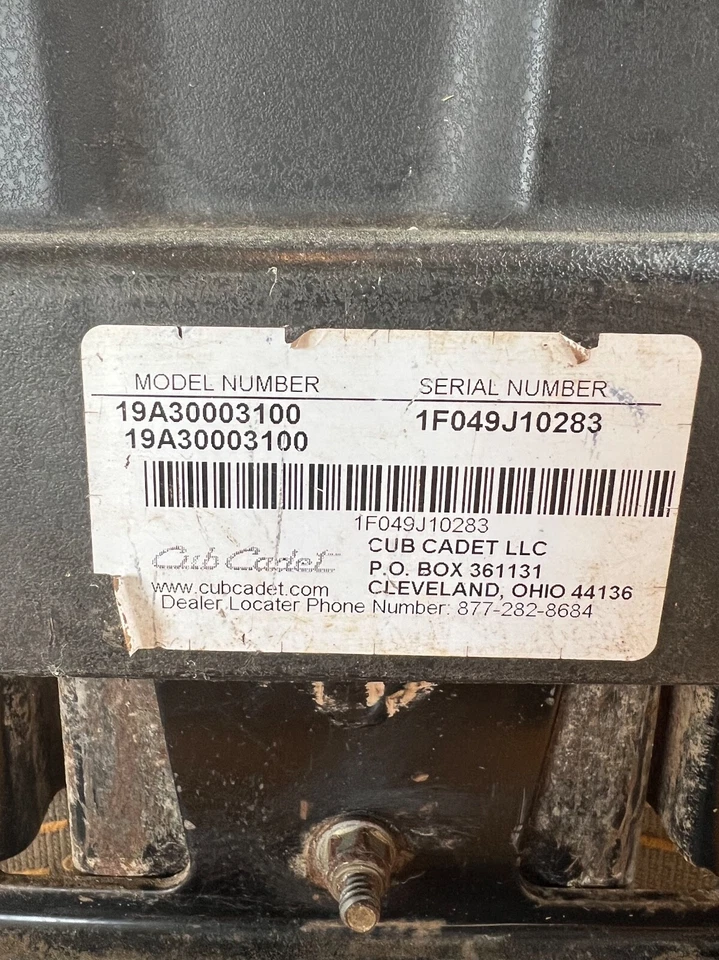 MODEL NUMBER SERIAL NUMBER
19A30003100 1F049J10283
19A30003100
1F049J10283
Cub Cadet
CUB CADET LLC
P.O. BOX 361131
www.cubcadet.com CLEVELAND, OHIO 44136
Dealer Locater Phone Number: 877-282-8684